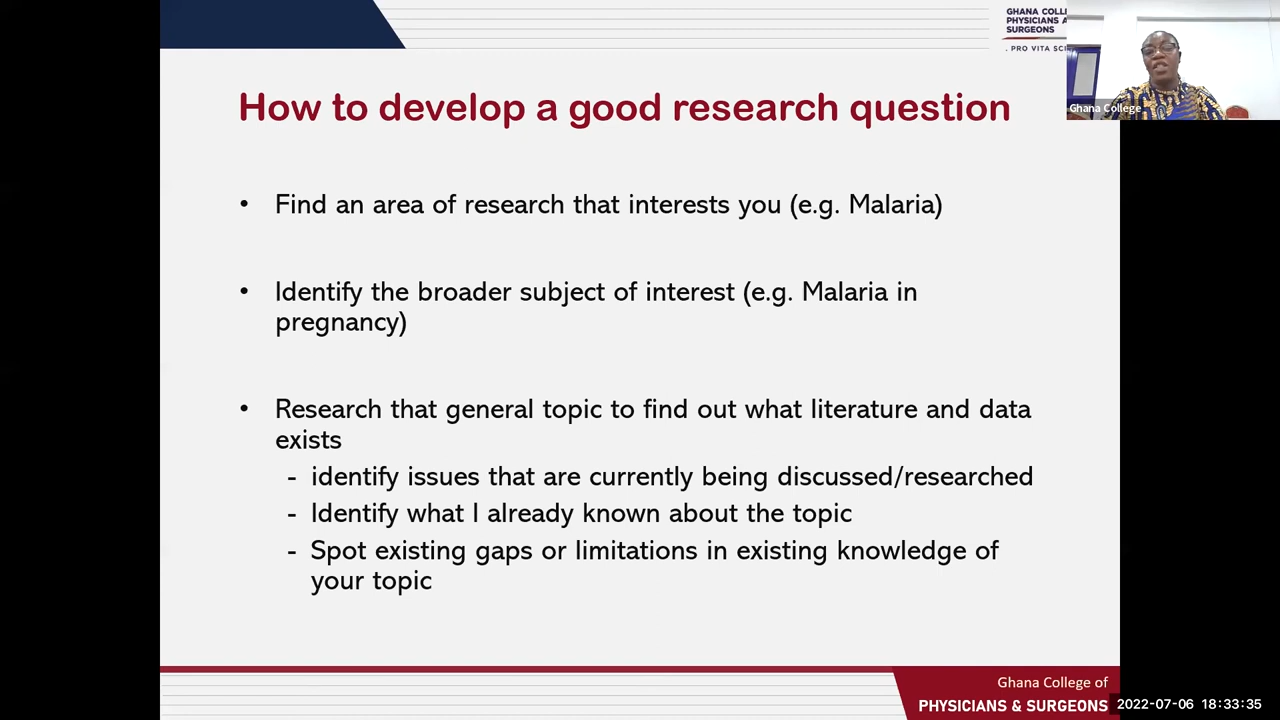 GHANA COLL
PHYSICIANS
SURGEONS
. PRO VITA
Ghana College
How to develop a good research question
• Find an area of research that interests you (e.g. Malaria)
• Identify the broader subject of interest (e.g. Malaria in
pregnancy)
• Research that general topic to find out what literature and data
exists
- identify issues that are currently being discussed/researched
- Identify what I already known about the topic
- Spot existing gaps or limitations in existing knowledge of
your topic
Ghana College of
PHYSICIANS & SURGEONS
2022-07-06 18:33:35